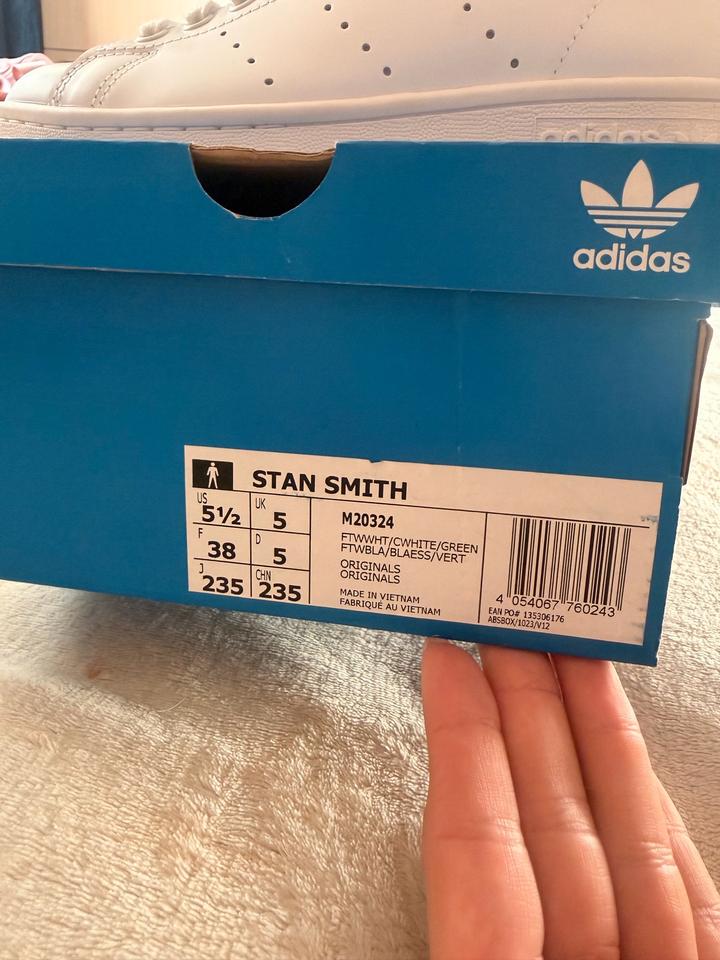 adidas
adidas
STAN SMITH
US
5½
UK
5
F
38
D
5
J
235
CHN
235
M20324
FTWWHT/CWHITE/GREEN
FTWBLA/BLAESS/VERT
ORIGINALS
ORIGINALS
MADE IN VIETNAM
FABRIQUÉ AU VIETNAM
4 054067 760243
EAN PO# 135306176
ABSBOX/1023/V12